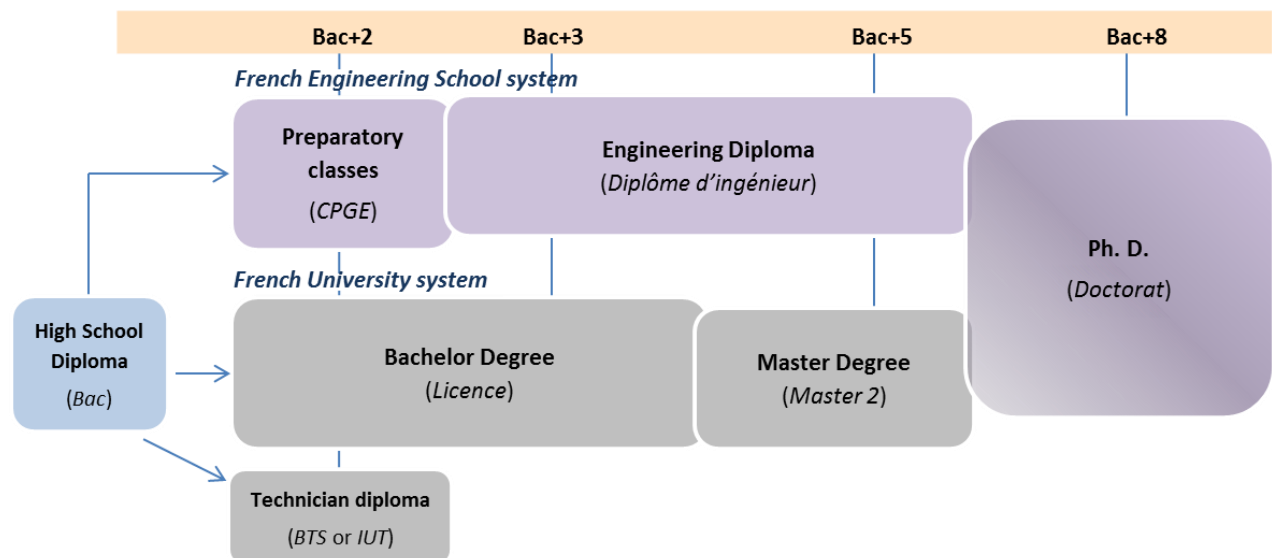 Bac+2 Bac+3 Bac+5 Bac+8
French Engineering School system
Preparatory
classes
(CPGE)
Engineering Diploma
(Diplôme d’ingénieur)
Ph. D.
(Doctorat)
French University system
High School
Diploma
(Bac)
Bachelor Degree
(Licence)
Master Degree
(Master 2)
Technician diploma
(BTS or IUT)